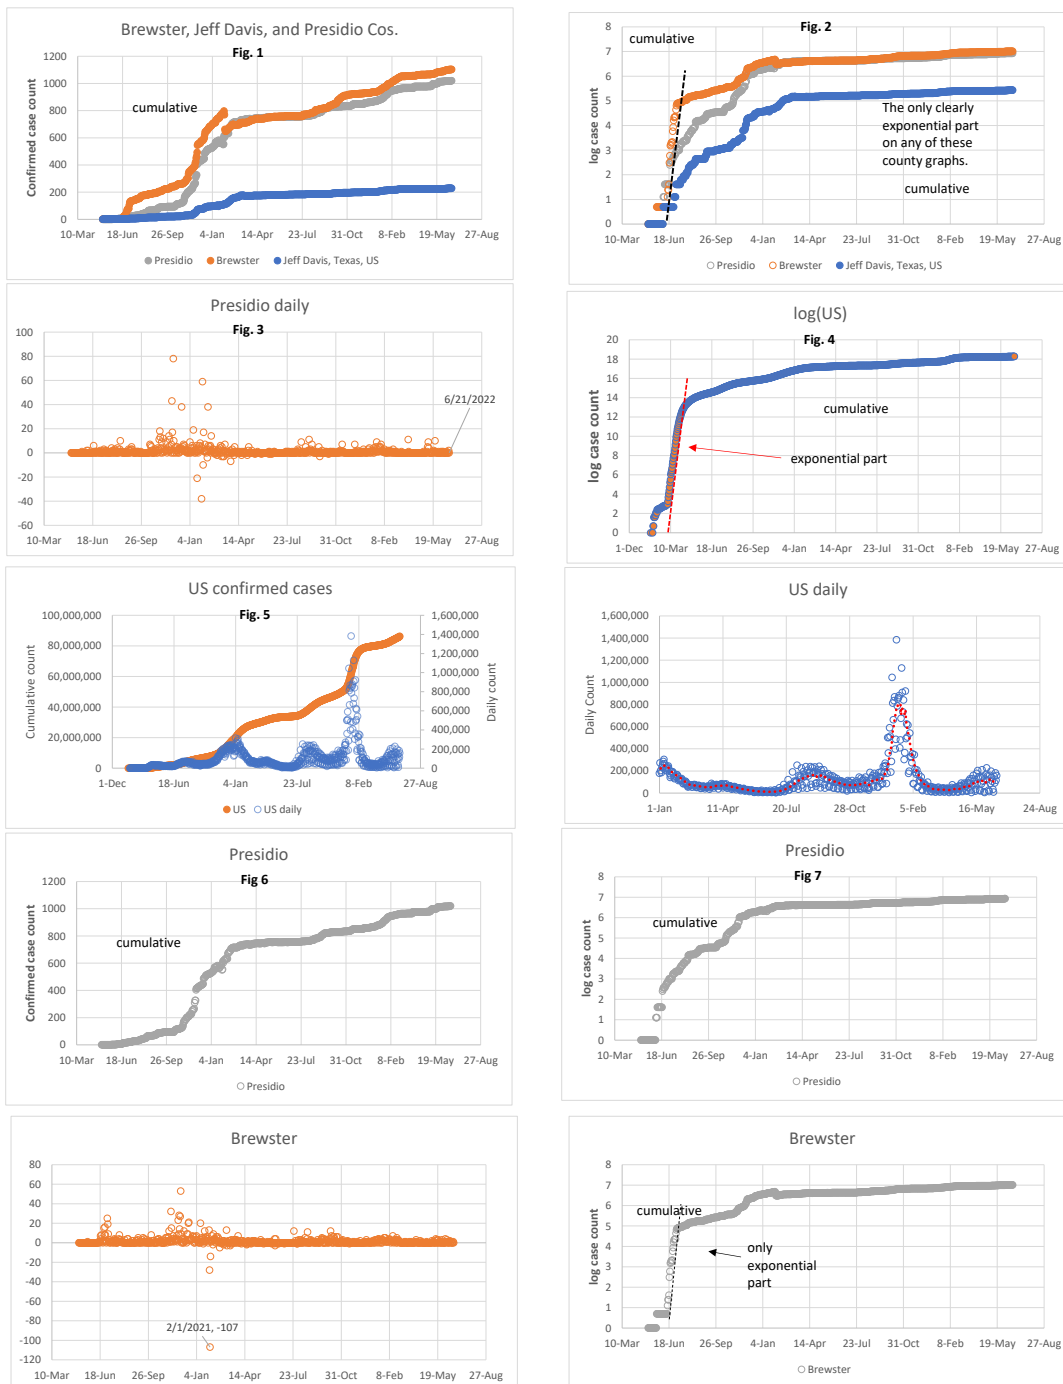 Brewster, Jeff Davis, and Presidio Cos.
Fig. 1
1200
1000
800
600
400
200
0
Confirmed case count
cumulative
10-Mar 18-Jun 26-Sep 4-Jan 14-Apr 23-Jul 31-Oct 8-Feb 19-May 27-Aug
Presidio Brewster Jeff Davis, Texas, US
Fig. 2
cumulative
8
7
6
5
4
3
2
1
0
log case count
The only clearly
exponential part
on any of these
county graphs.
cumulative
10-Mar 18-Jun 26-Sep 4-Jan 14-Apr 23-Jul 31-Oct 8-Feb 19-May 27-Aug
Presidio Brewster Jeff Davis, Texas, US
Presidio daily
Fig. 3
100
80
60
40
20
0
-20
-40
-60
6/21/2022
10-Mar 18-Jun 26-Sep 4-Jan 14-Apr 23-Jul 31-Oct 8-Feb 19-May 27-Aug
log(US)
Fig. 4
20
18
16
14
12
10
8
6
4
2
0
log case count
cumulative
exponential part
1-Dec 10-Mar 18-Jun 26-Sep 4-Jan 14-Apr 23-Jul 31-Oct 8-Feb 19-May 27-Aug
US confirmed cases
Fig. 5
100,000,000
80,000,000
60,000,000
40,000,000
20,000,000
0
Cumulative count
1,600,000
1,400,000
1,200,000
1,000,000
800,000
600,000
400,000
200,000
0
Daily count
1-Dec 18-Jun 4-Jan 23-Jul 8-Feb 27-Aug
US US daily
US daily
1,600,000
1,400,000
1,200,000
1,000,000
800,000
600,000
400,000
200,000
0
Daily Count
1-Jan 11-Apr 20-Jul 28-Oct 5-Feb 16-May 24-Aug
Presidio
Fig 6
1200
1000
800
600
400
200
0
Confirmed case count
cumulative
10-Mar 18-Jun 26-Sep 4-Jan 14-Apr 23-Jul 31-Oct 8-Feb 19-May 27-Aug
Presidio
Presidio
Fig 7
8
7
6
5
4
3
2
1
0
log case count
cumulative
10-Mar 18-Jun 26-Sep 4-Jan 14-Apr 23-Jul 31-Oct 8-Feb 19-May 27-Aug
Presidio
Brewster
80
60
40
20
0
-20
-40
-60
-80
-100
-120
2/1/2021, -107
10-Mar 18-Jun 26-Sep 4-Jan 14-Apr 23-Jul 31-Oct 8-Feb 19-May 27-Aug
Brewster
8
7
6
5
4
3
2
1
0
log case count
cumulative
only
exponential
part
10-Mar 18-Jun 26-Sep 4-Jan 14-Apr 23-Jul 31-Oct 8-Feb 19-May 27-Aug
Brewster